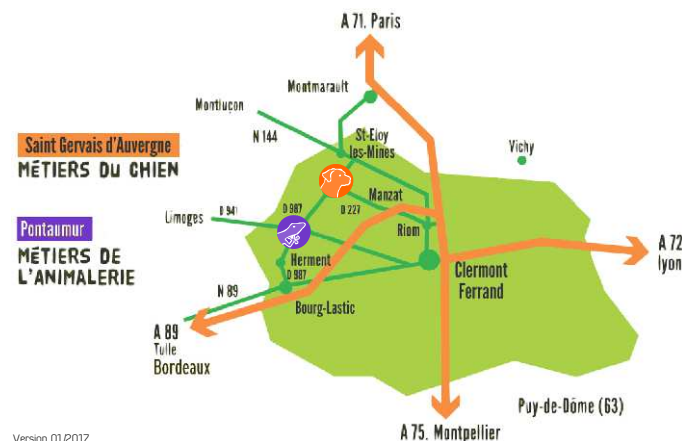 A 71. Paris
Montmarault
Montluçon
N 144
St-Eloy
les-Mines
Vichy
Saint Gervais d'Auvergne
MÉTIERS DU CHIEN
Manzat
D 987
D 227
Limoges
D 941
Riom
Pontaumur
MÉTIERS DE
L'ANIMALERIE
Herment
D 987
A 72
lyon
Clermont
Ferrand
N 89
Bourg-Lastic
A 89
Tulle
Bordeaux
Puy-de-Dôme (63)
A 75. Montpellier
Version 01/2017